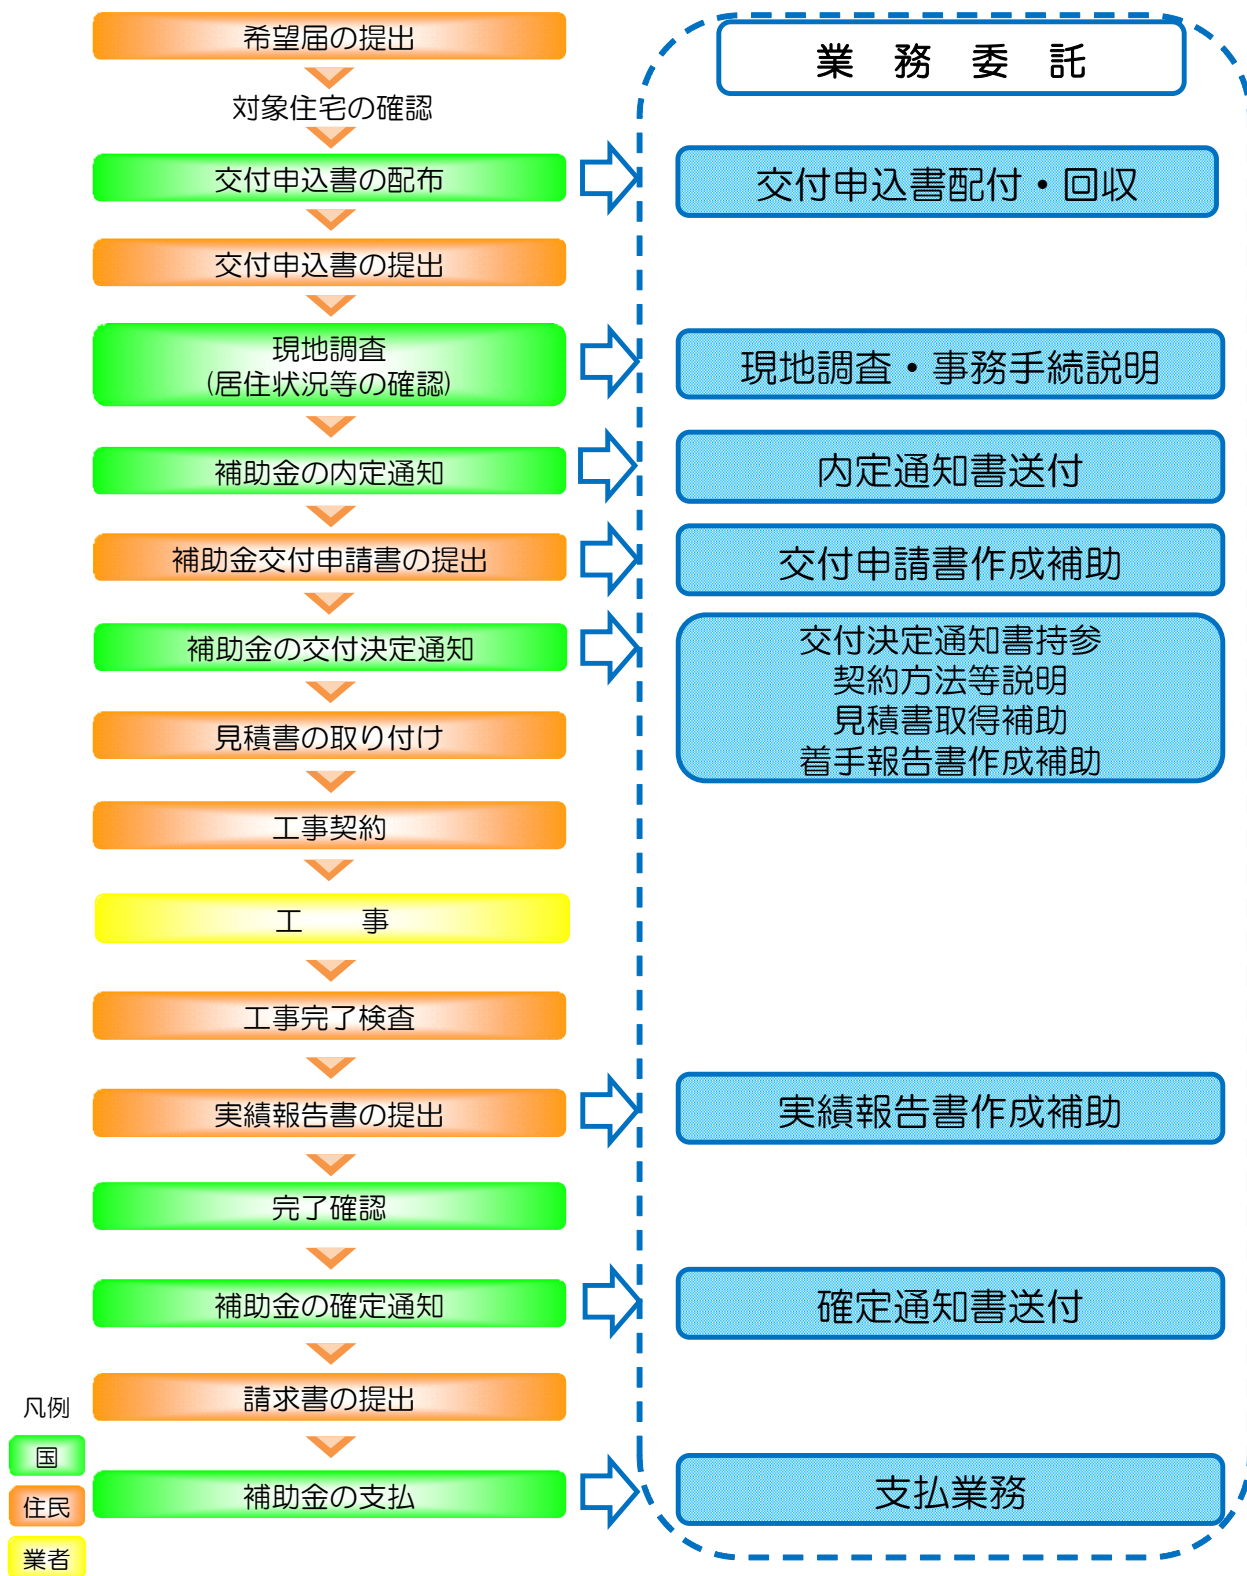 希望届の提出
対象住宅の確認
交付申込書の配布
交付申込書の提出
現地調査
(居住状況等の確認)
補助金の内定通知
補助金交付申請書の提出
補助金の交付決定通知
見積書の取り付け
工事契約
工　　事
工事完了検査
実績報告書の提出
完了確認
補助金の確定通知
請求書の提出
補助金の支払
業　務　委　託
交付申込書配付・回収
現地調査・事務手続説明
内定通知書送付
交付申請書作成補助
交付決定通知書持参
契約方法等説明
見積書取得補助
着手報告書作成補助
実績報告書作成補助
確定通知書送付
支払業務
凡例
国
住民
業者